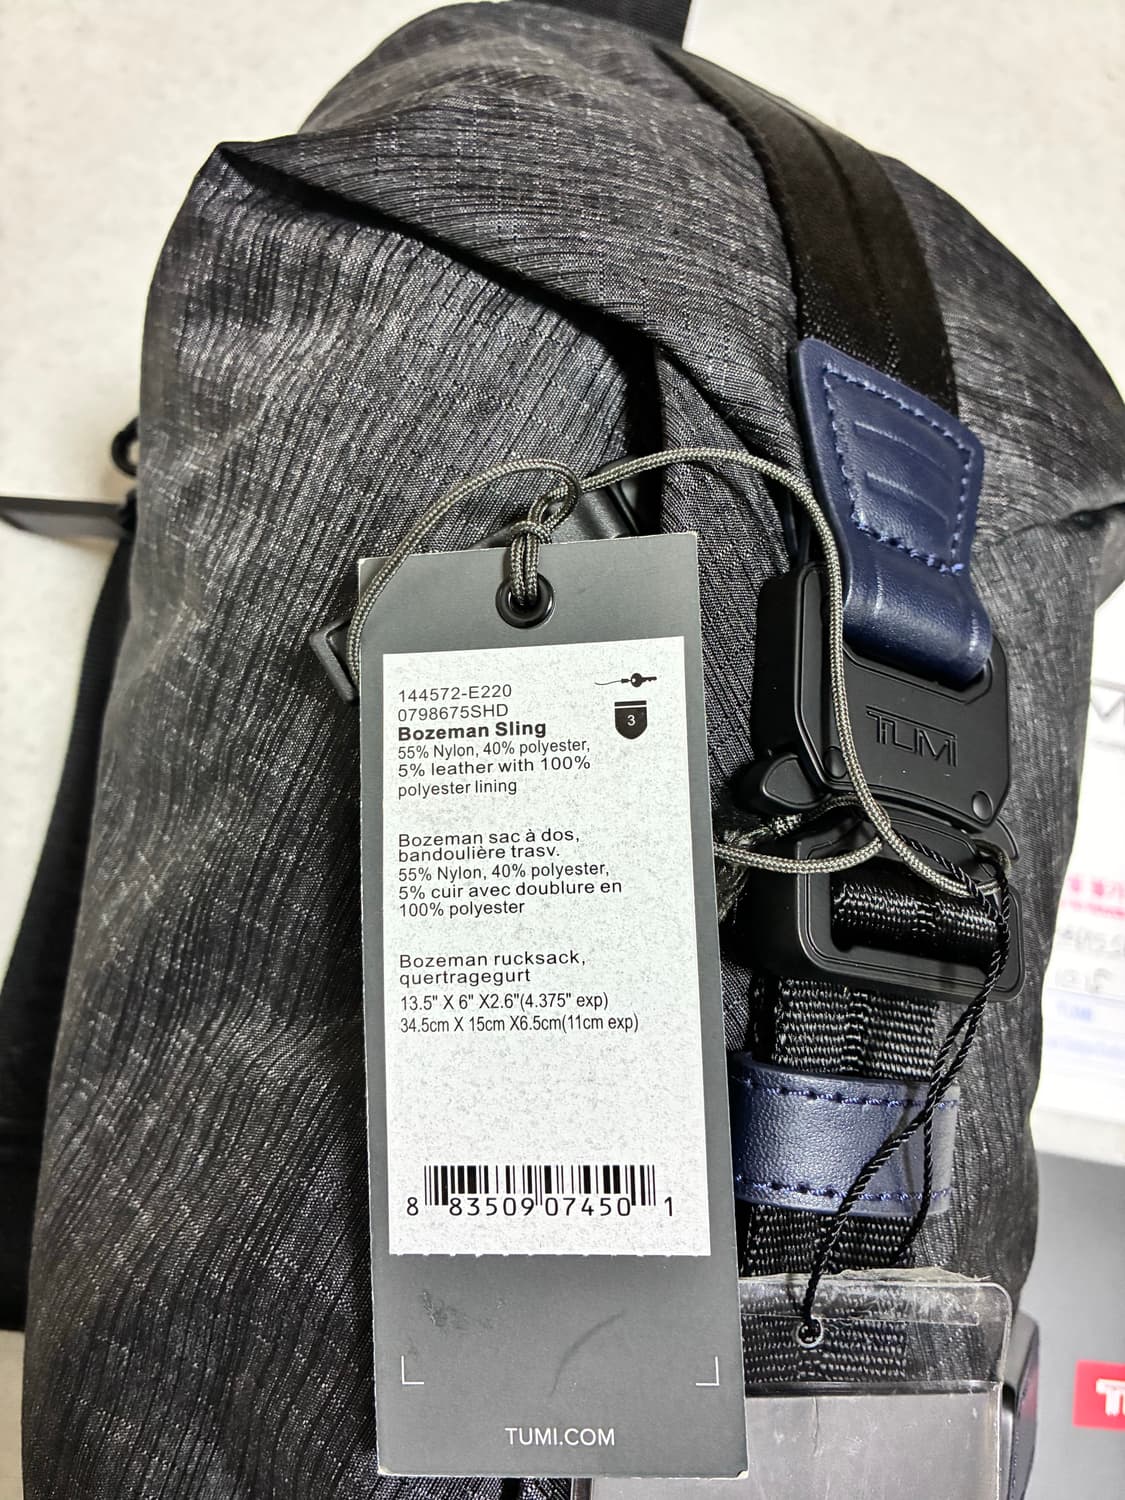 144572-E220
0798675SHD
Bozeman Sling
55% Nylon, 40% polyester,
5% leather with 100%
polyester lining
3
Bozeman sac à dos,
bandoulière trasv.
55% Nylon, 40% polyester,
5% cuir avec doublure en
100% polyester
Bozeman rucksack,
quertragegurt
13.5" X 6" X2.6"(4.375" exp)
34.5cm X 15cm X6.5cm(11cm exp)
8 83509 07450 1
TUMI.COM
TUMI